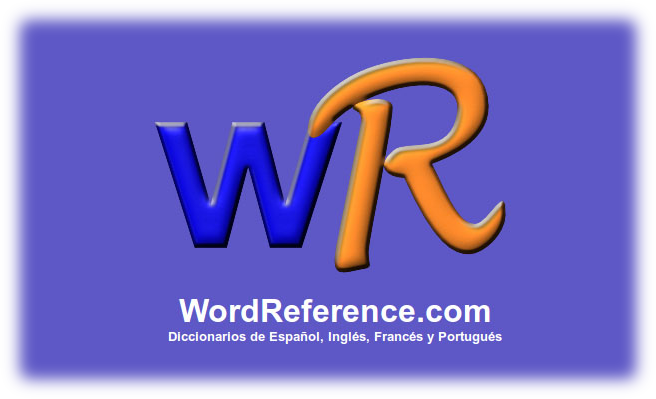 WR
WordReference.com
Diccionarios de Español, Inglés, Francés y Portugués